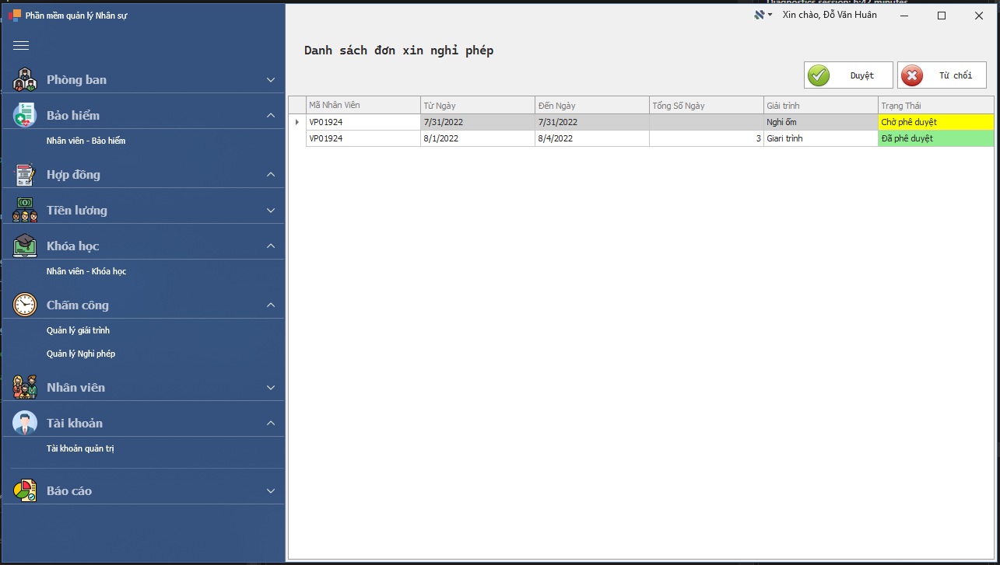 Diagnostics session: 6:42 minutes
Phần mềm quản lý Nhân sự
Xin chào, Đỗ Văn Huân
Danh sách đơn xin nghỉ phép
Duyệt
Từ chối
Phòng ban
Bảo hiểm
Nhân viên - Bảo hiểm
Hợp đồng
Tiền lương
Khóa học
Nhân viên - Khóa học
Chấm công
Quản lý giải trình
Quản lý Nghỉ phép
Nhân viên
Tài khoản
Tài khoản quản trị
Báo cáo
Mã Nhân Viên Từ Ngày Đến Ngày Tổng Số Ngày Giải trình Trạng Thái
VP01924 7/31/2022 7/31/2022 Nghỉ ốm Chờ phê duyệt
VP01924 8/1/2022 8/4/2022 3 Giari trình Đã phê duyệt